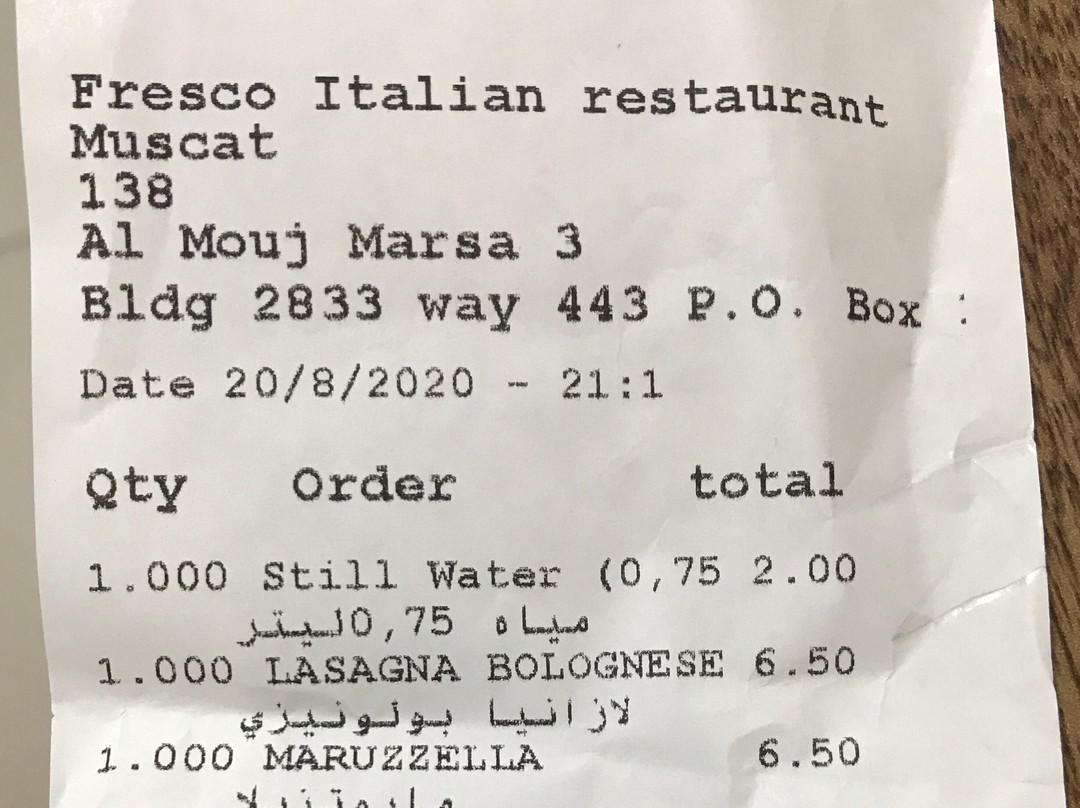 Fresco Italian restaurant
Muscat
138
Al Mouj Marsa 3
Bldg 2833 way 443 P.O. Box :
Date 20/8/2020 - 21:1
Qty Order total
1.000 Still Water (0,75 2.00
مياه 0,75ليتر
1.000 LASAGNA BOLOGNESE 6.50
لازانيا بولونيزي
1.000 MARUZZELLA 6.50